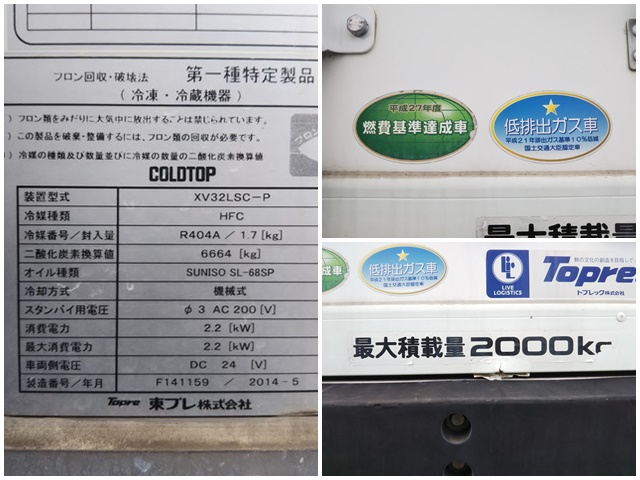 フロン回収・破壊法 第一種特定製品
(冷凍・冷蔵機器)
) フロン類をみだりに大気中に放出することは禁じられています。
) この製品を廃棄・整備するには、フロン類の回収が必要です。
) 冷媒の種類及び数量並びに冷媒の数量の二酸化炭素換算値
フロン
COLDTOP
装置型式 XV32LSC-P
冷媒種類 HFC
冷媒番号/封入量 R404A / 1.7 [kg]
二酸化炭素換算値 6664 [kg]
オイル種類 SUNISO SL-68SP
冷却方式 機械式
スタンバイ用電圧 φ3 AC 200 [V]
消費電力 2.2 [kW]
最大消費電力 2.2 [kW]
車両側電圧 DC 24 [V]
製造番号/年月 F141159 / 2014-5
Topre 東プレ株式会社
平成27年度
燃費基準達成車
低排出ガス車
平成21年排出ガス基準10%低減
国土交通大臣認定車
最大積載量
成車
低排出ガス車
平成21年排出ガス基準10%低減
国土交通大臣認定車
LIVE
LOGISTICS
Topre
トプレック株式会社
最大積載量2000kg